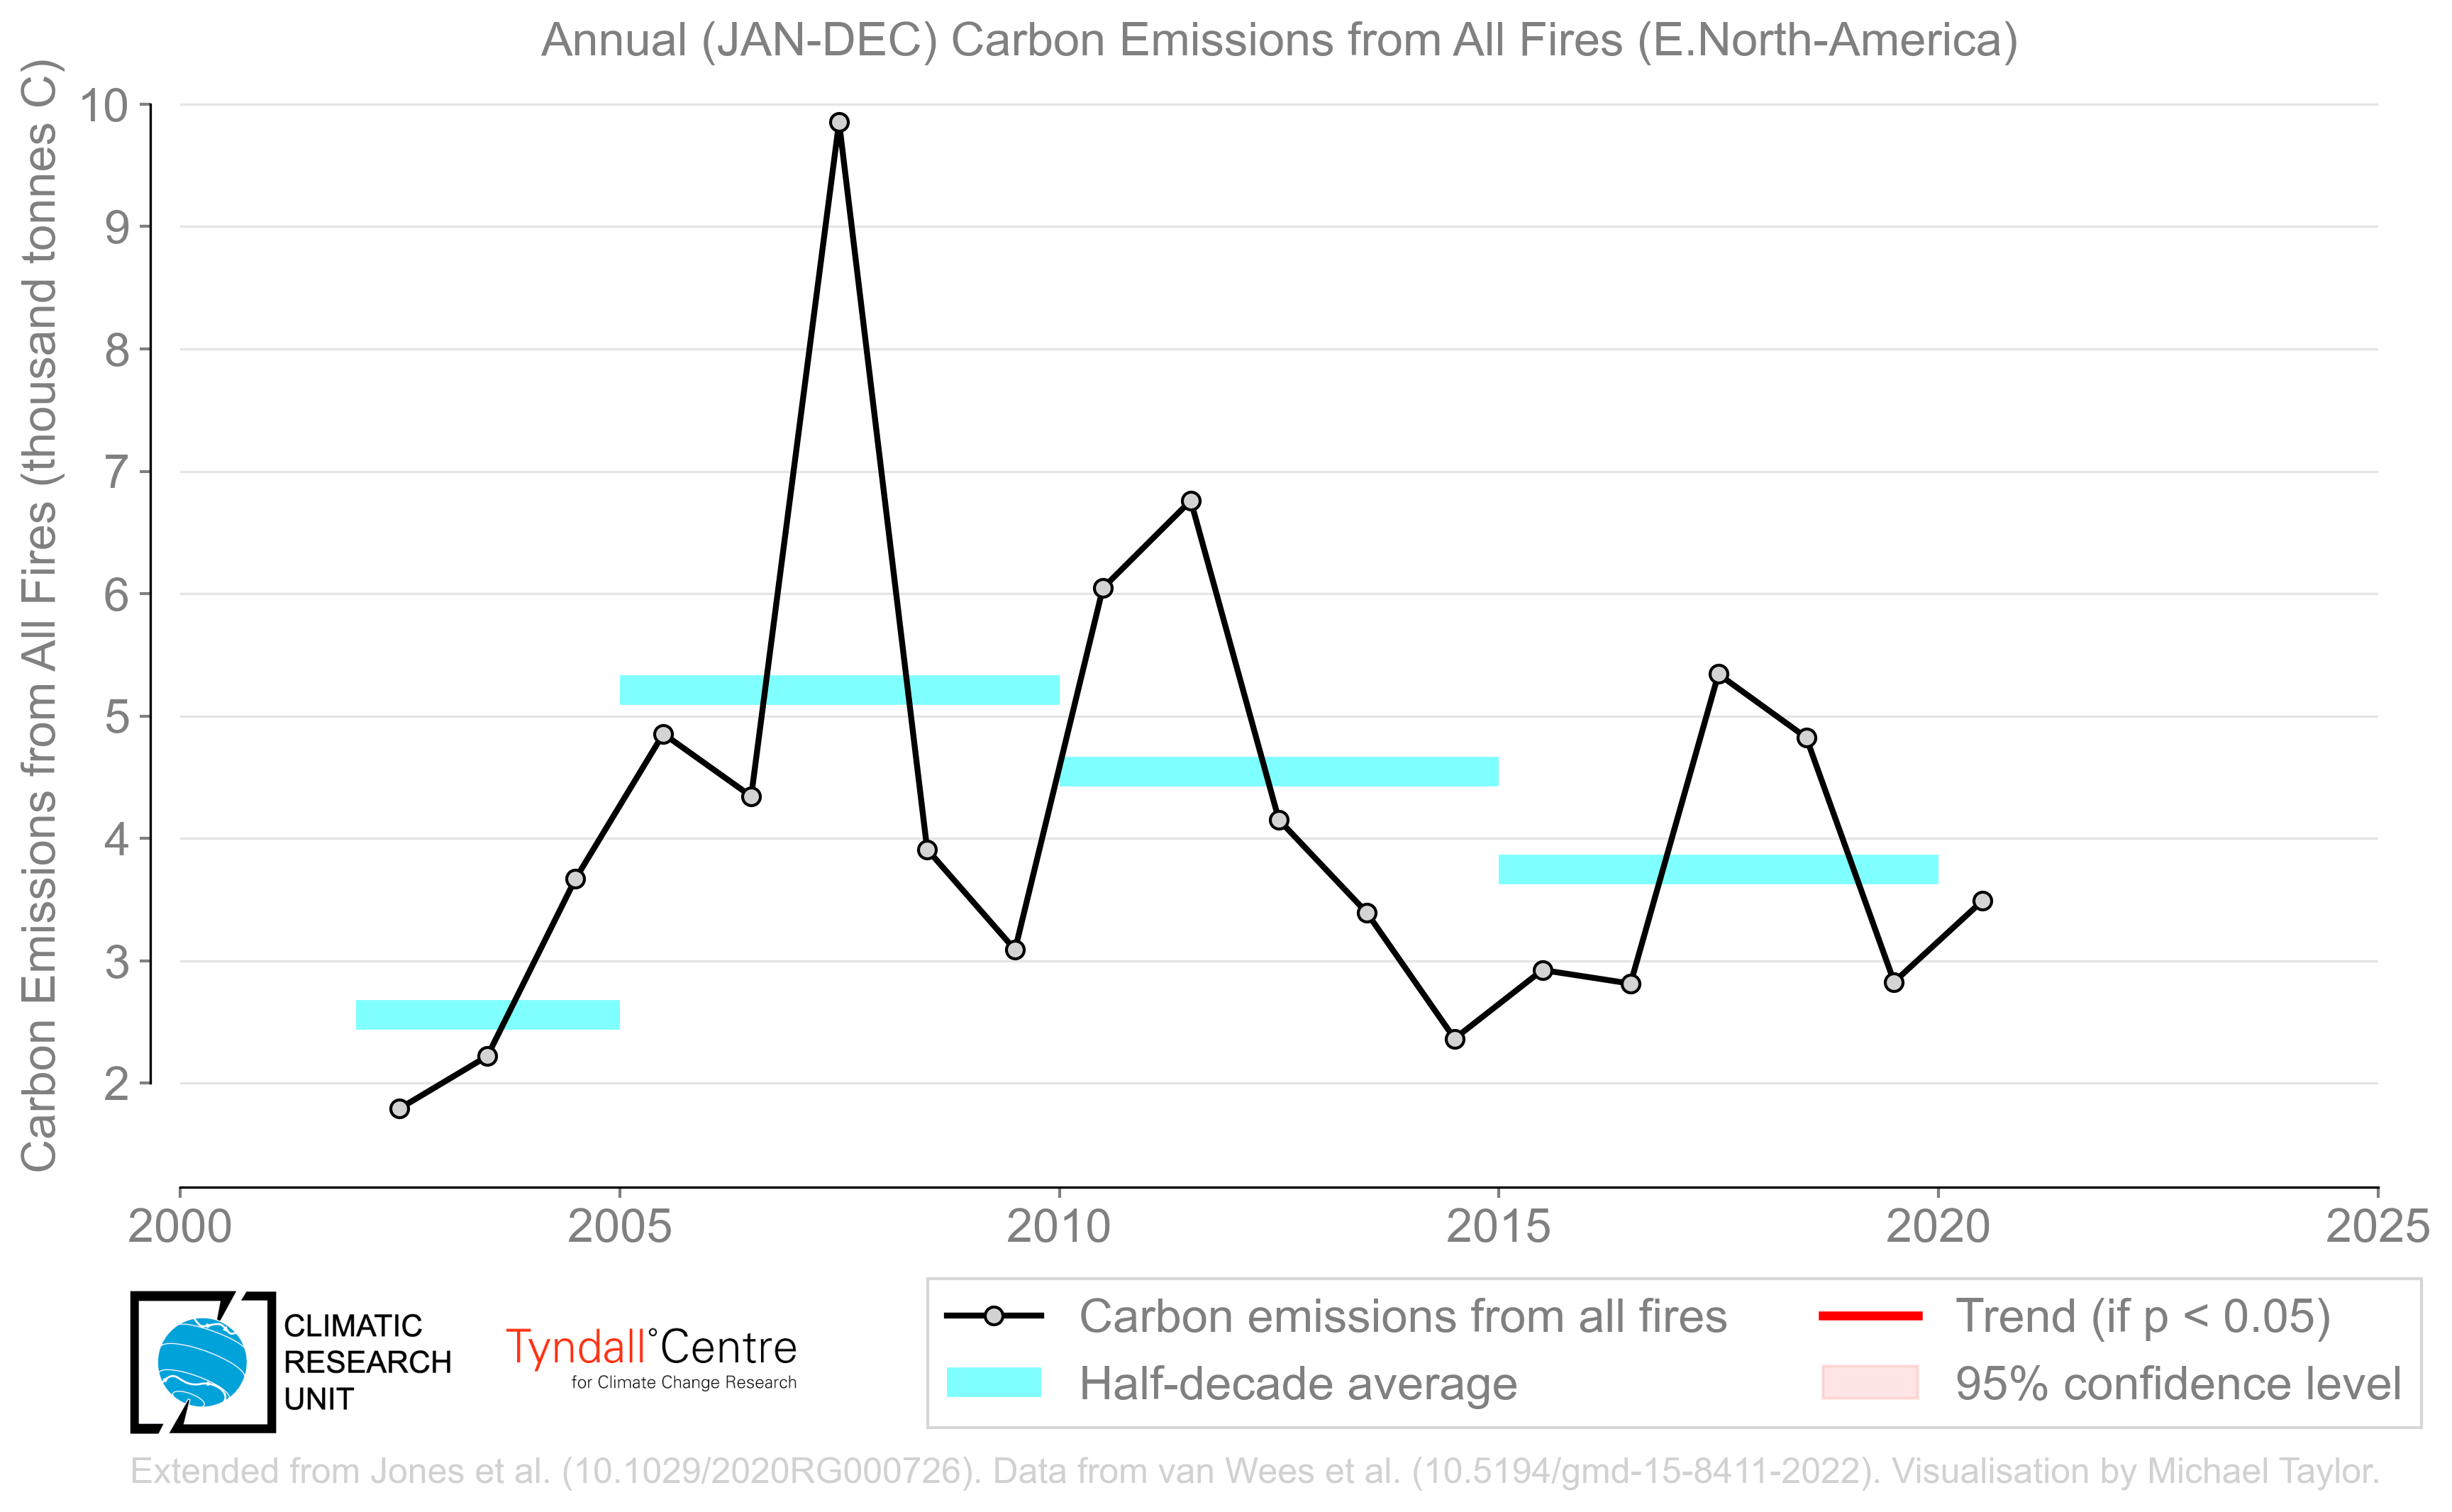 Annual (JAN-DEC) Carbon Emissions from All Fires (E.North-America)
Carbon Emissions from All Fires (thousand tonnes C)
10
9
8
7
6
5
4
3
2
2000
2005
2010
2015
2020
2025
CLIMATIC
RESEARCH
UNIT
Tyndall°Centre
for Climate Change Research
Carbon emissions from all fires
Half-decade average
Trend (if p < 0.05)
95% confidence level
Extended from Jones et al. (10.1029/2020RG000726). Data from van Wees et al. (10.5194/gmd-15-8411-2022). Visualisation by Michael Taylor.